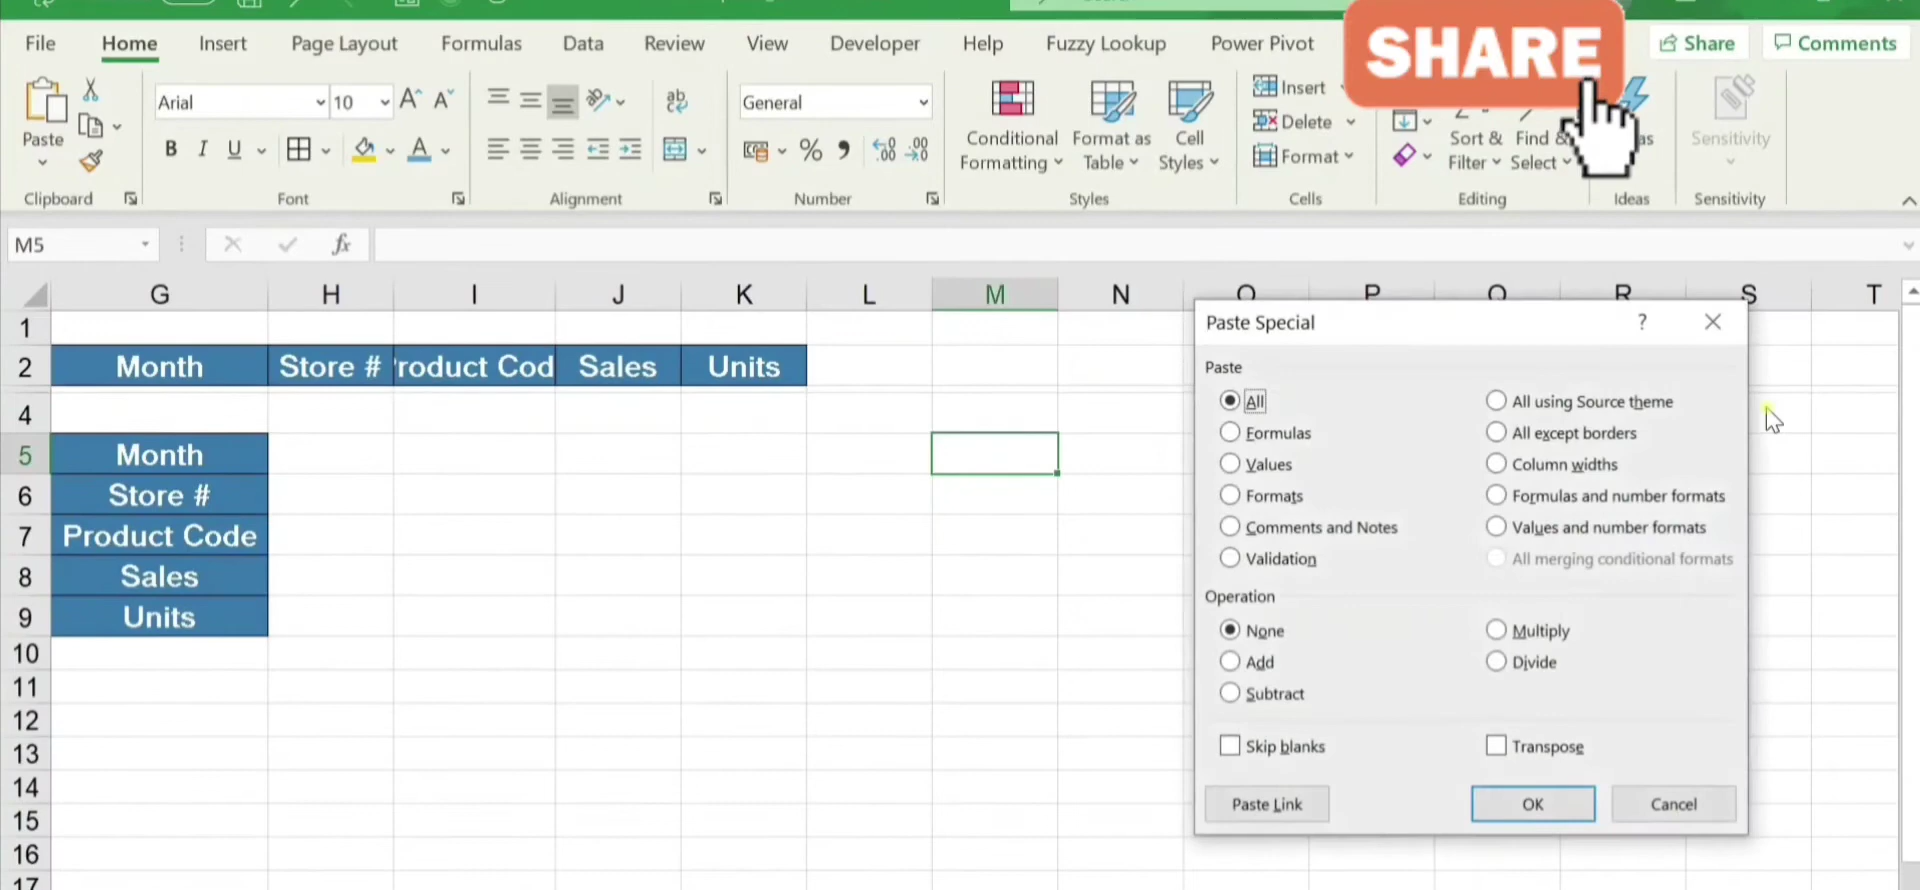 File Home Insert Page Layout Formulas Data Review View Developer Help Fuzzy Lookup Power Pivot SHARE Share Comments
Arial 10 General Insert
Paste Conditional Format as Cell Delete Sort & Find & Sensitivity
B I U % Formatting Table Styles Format Filter Select
Clipboard Font Alignment Number Styles Cells Editing Ideas Sensitivity
M5 fx
G H I J K L M N O P Q R S T
1
2 Month Store # roduct Cod Sales Units
4
5 Month
6 Store #
7 Product Code
8 Sales
9 Units
10
11
12
13
14
15
16
17
Paste Special ?
Paste
All All using Source theme
Formulas All except borders
Values Column widths
Formats Formulas and number formats
Comments and Notes Values and number formats
Validation All merging conditional formats
Operation
None Multiply
Add Divide
Subtract
Skip blanks Transpose
Paste Link OK Cancel